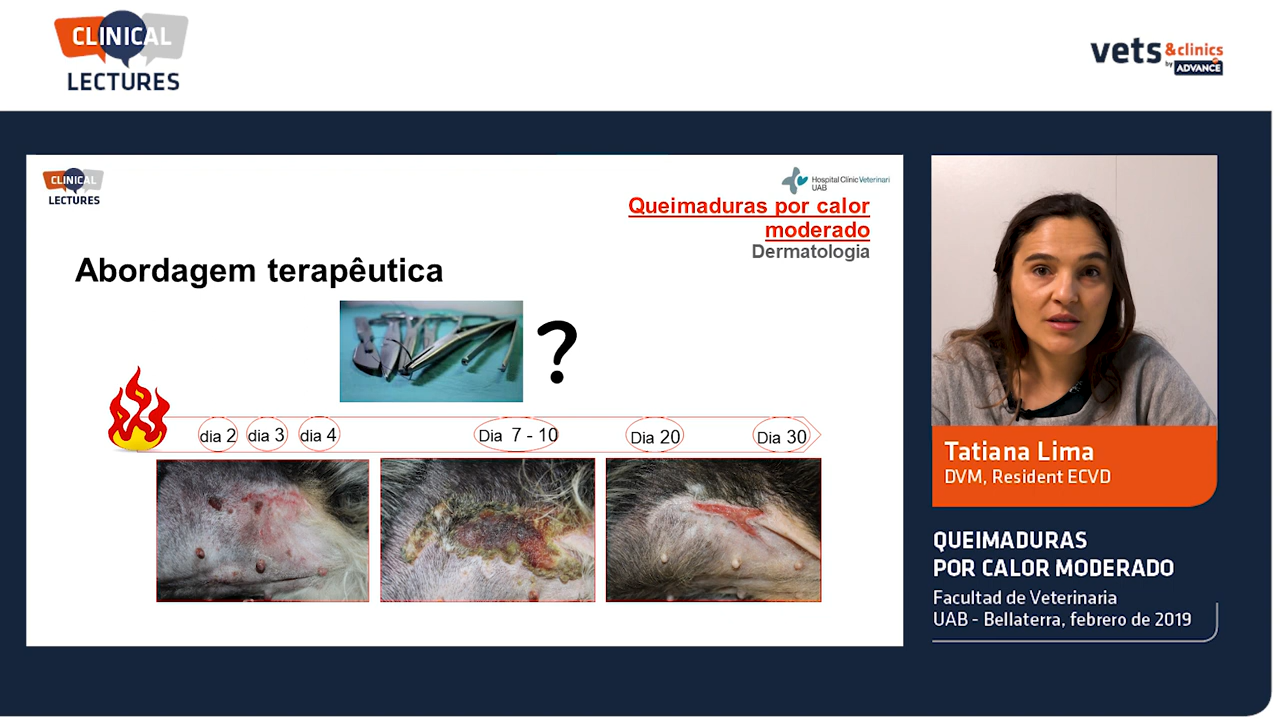 CLINICAL
LECTURES
vets &clinics
by ADVANCE
CLINICAL
LECTURES
Hospital Clínic Veterinari
UAB
Queimaduras por calor
moderado
Dermatologia
Abordagem terapêutica
?
dia 2
dia 3
dia 4
Dia 7 - 10
Dia 20
Dia 30
Tatiana Lima
DVM, Resident ECVD
QUEIMADURAS
POR CALOR MODERADO
Facultad de Veterinaria
UAB - Bellaterra, febrero de 2019